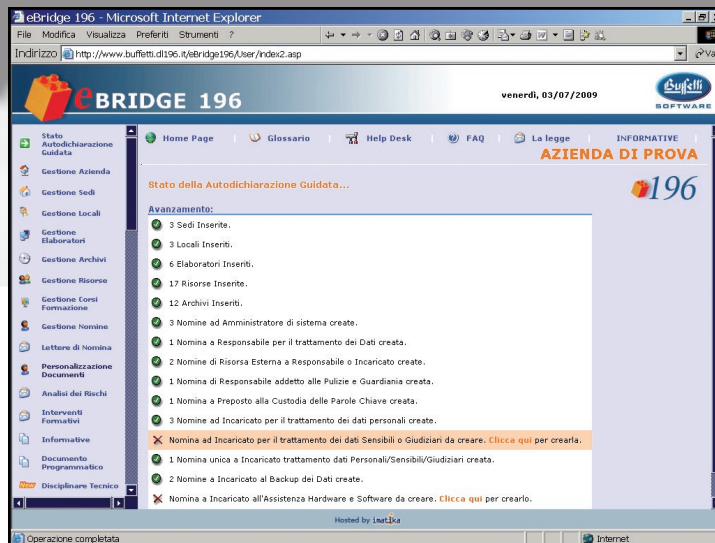 eBridge 196 - Microsoft Internet Explorer
File Modifica Visualizza Preferiti Strumenti ?
Indirizzo http://www.buffetti.dl196.it/eBridge196/User/index2.asp Va
eBRIDGE 196
venerdì, 03/07/2009
Buffetti
SOFTWARE
Home Page Glossario Help Desk FAQ La legge INFORMATIVE
AZIENDA DI PROVA
196
Stato
Autodichiarazione
Guidata
Gestione Azienda
Gestione Sedi
Gestione Locali
Gestione
Elaboratori
Gestione Archivi
Gestione Risorse
Gestione Corsi
Formazione
Gestione Nomine
Lettere di Nomina
Personalizzazione
Documenti
Analisi dei Rischi
Interventi
Formativi
Informative
Documento
Programmatico
New Disciplinare Tecnico
Stato della Autodichiarazione Guidata...
Avanzamento:
3 Sedi Inserite.
3 Locali Inseriti.
6 Elaboratori Inseriti.
17 Risorse Inserite.
12 Archivi Inseriti.
3 Nomine ad Amministratore di sistema create.
1 Nomina a Responsabile per il trattamento dei Dati creata.
2 Nomine di Risorsa Esterna a Responsabile o Incaricato create.
1 Nomina di Responsabile addetto alle Pulizie e Guardiania creata.
1 Nomina a Preposto alla Custodia delle Parole Chiave creata.
3 Nomine ad Incaricato per il trattamento dei dati personali create.
Nomina ad Incaricato per il trattamento dei dati Sensibili o Giudiziari da creare. Clicca qui per crearla.
1 Nomina unica a Incaricato trattamento dati Personali/Sensibili/Giudiziari creata.
2 Nomine a Incaricato al Backup dei Dati create.
Nomina a Incaricato all'Assistenza Hardware e Software da creare. Clicca qui per crearlo.
Hosted by imatika
Operazione completata Internet